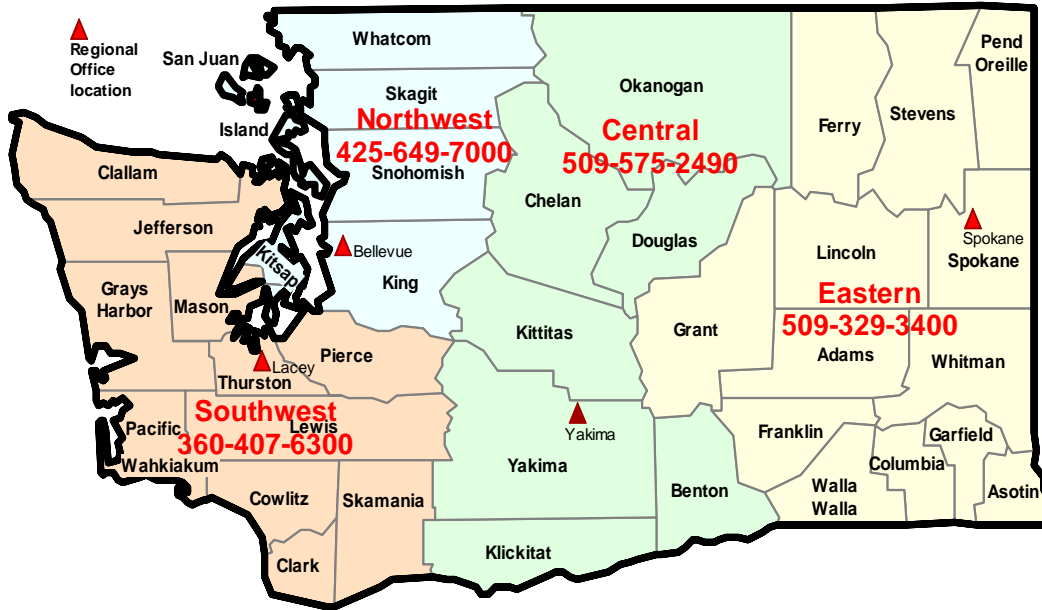 Regional
Office
location
San Juan
Island
Whatcom
Skagit
Northwest
425-649-7000
Snohomish
King
Kitsap
Bellevue
Okanogan
Central
509-575-2490
Chelan
Douglas
Kittitas
Yakima
Yakima
Benton
Klickitat
Pend
Oreille
Stevens
Ferry
Spokane
Spokane
Lincoln
Eastern
509-329-3400
Grant
Adams
Whitman
Franklin
Garfield
Columbia
Walla
Walla
Asotin
Clallam
Jefferson
Grays
Harbor
Mason
Pierce
Lacey
Thurston
Southwest
360-407-6300
Lewis
Pacific
Wahkiakum
Cowlitz
Skamania
Clark